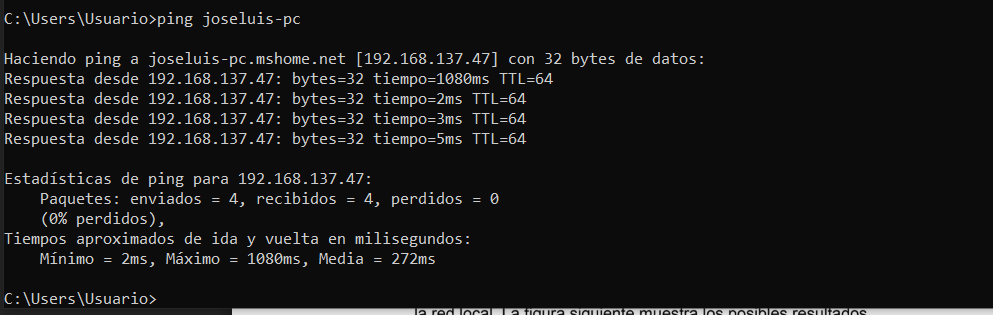 C:\Users\Usuario>ping joseluis-pc
Haciendo ping a joseluis-pc.mshome.net [192.168.137.47] con 32 bytes de datos:
Respuesta desde 192.168.137.47: bytes=32 tiempo=1080ms TTL=64
Respuesta desde 192.168.137.47: bytes=32 tiempo=2ms TTL=64
Respuesta desde 192.168.137.47: bytes=32 tiempo=3ms TTL=64
Respuesta desde 192.168.137.47: bytes=32 tiempo=5ms TTL=64
Estadísticas de ping para 192.168.137.47:
Paquetes: enviados = 4, recibidos = 4, perdidos = 0
(0% perdidos),
Tiempos aproximados de ida y vuelta en milisegundos:
Mínimo = 2ms, Máximo = 1080ms, Media = 272ms
C:\Users\Usuario>
la red local. La figura siguiente muestra los posibles resultados